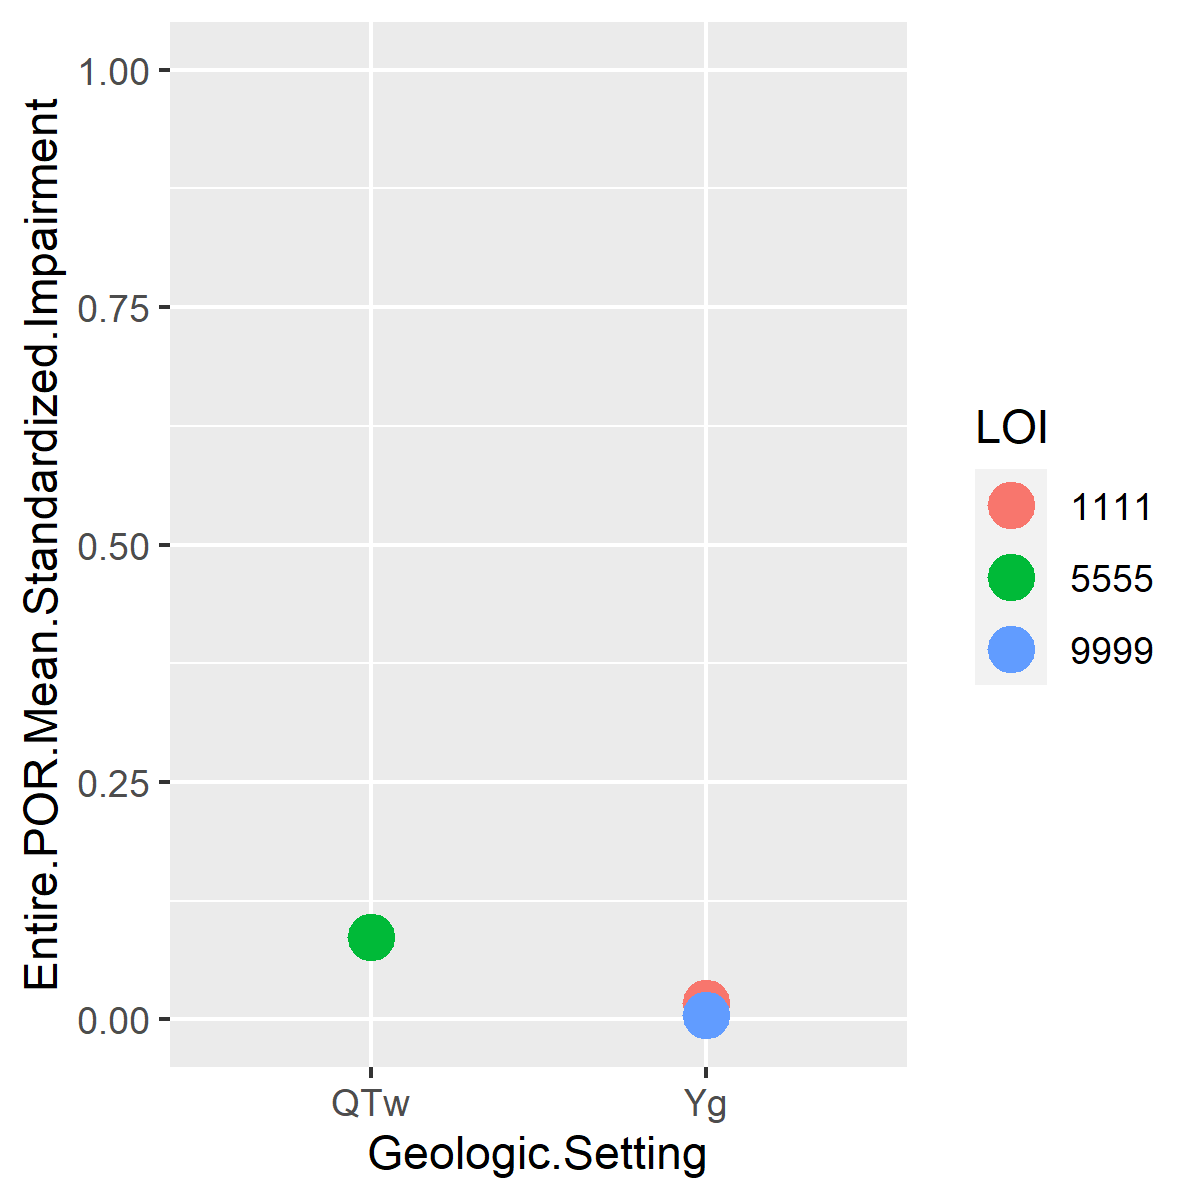 Entire.POR.Mean.Standardized.Impairment
1.00
0.75
0.50
0.25
0.00
QTw
Yg
Geologic.Setting
LOI
1111
5555
9999